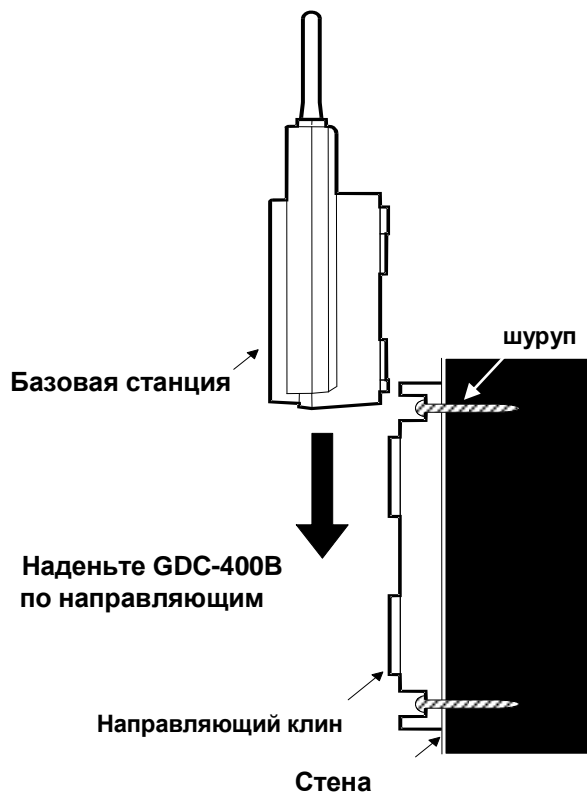 шуруп
Базовая станция
Наденьте GDC-400B
по направляющим
Направляющий клин
Стена